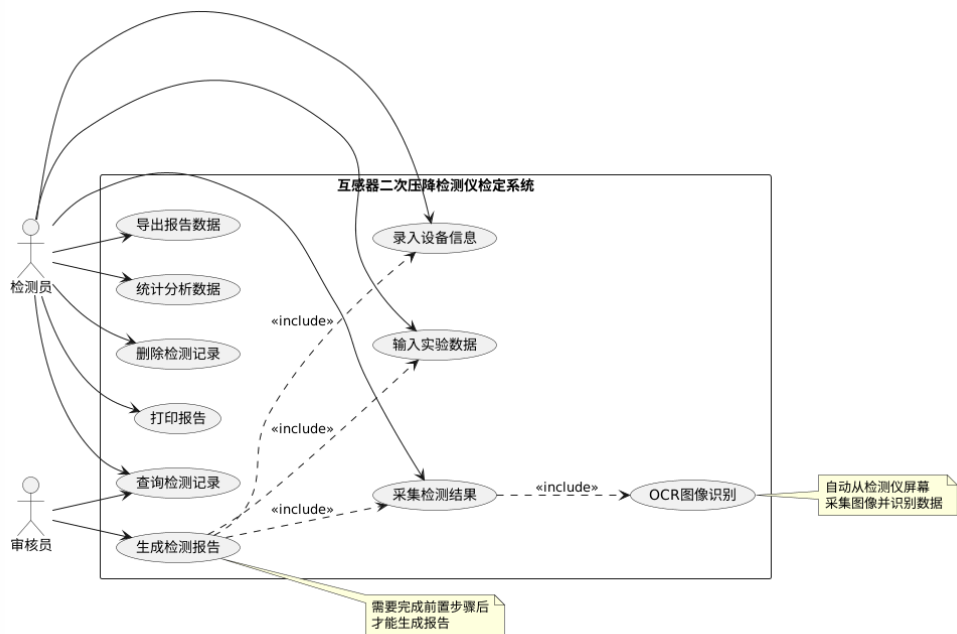 互感器二次压降检测仪检定系统
导出报告数据
录入设备信息
检测员
统计分析数据
«include»
输入实验数据
删除检测记录
打印报告
«include»
查询检测记录
采集检测结果
«include»
OCR图像识别
自动从检测仪屏幕
采集图像并识别数据
«include»
审核员
生成检测报告
需要完成前置步骤后
才能生成报告